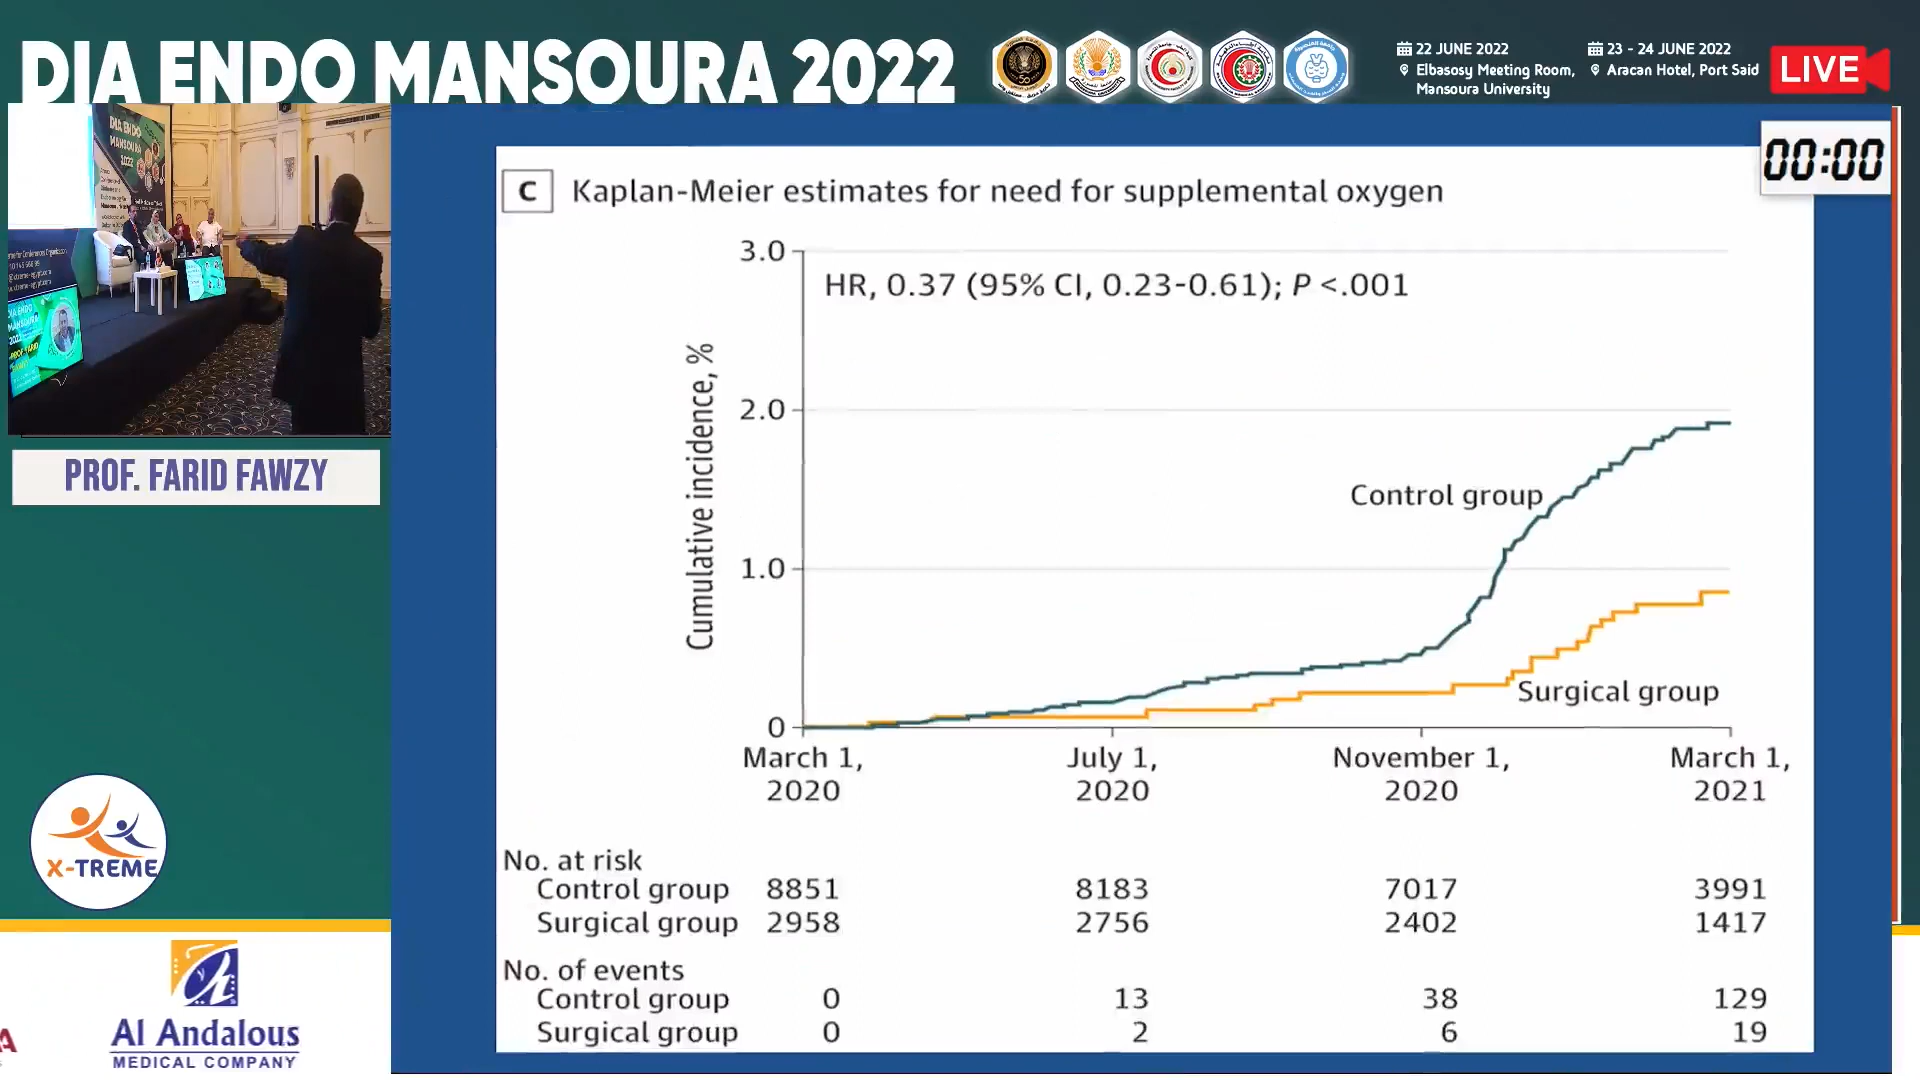 DIA ENDO MANSOURA 2022
22 JUNE 2022
Elbasosy Meeting Room,
Mansoura University
23 - 24 JUNE 2022
Aracan Hotel, Port Said
LIVE
00:00
DIA ENDO
MANSOURA
2022
PROF. FARID FAWZY
C Kaplan-Meier estimates for need for supplemental oxygen
HR, 0.37 (95% CI, 0.23-0.61); P <.001
Cumulative incidence, %
3.0
2.0
1.0
0
Control group
Surgical group
March 1,
2020
July 1,
2020
November 1,
2020
March 1,
2021
No. at risk
Control group 8851 8183 7017 3991
Surgical group 2958 2756 2402 1417
No. of events
Control group 0 13 38 129
Surgical group 0 2 6 19
X-TREME
Al Andalous
MEDICAL COMPANY
A